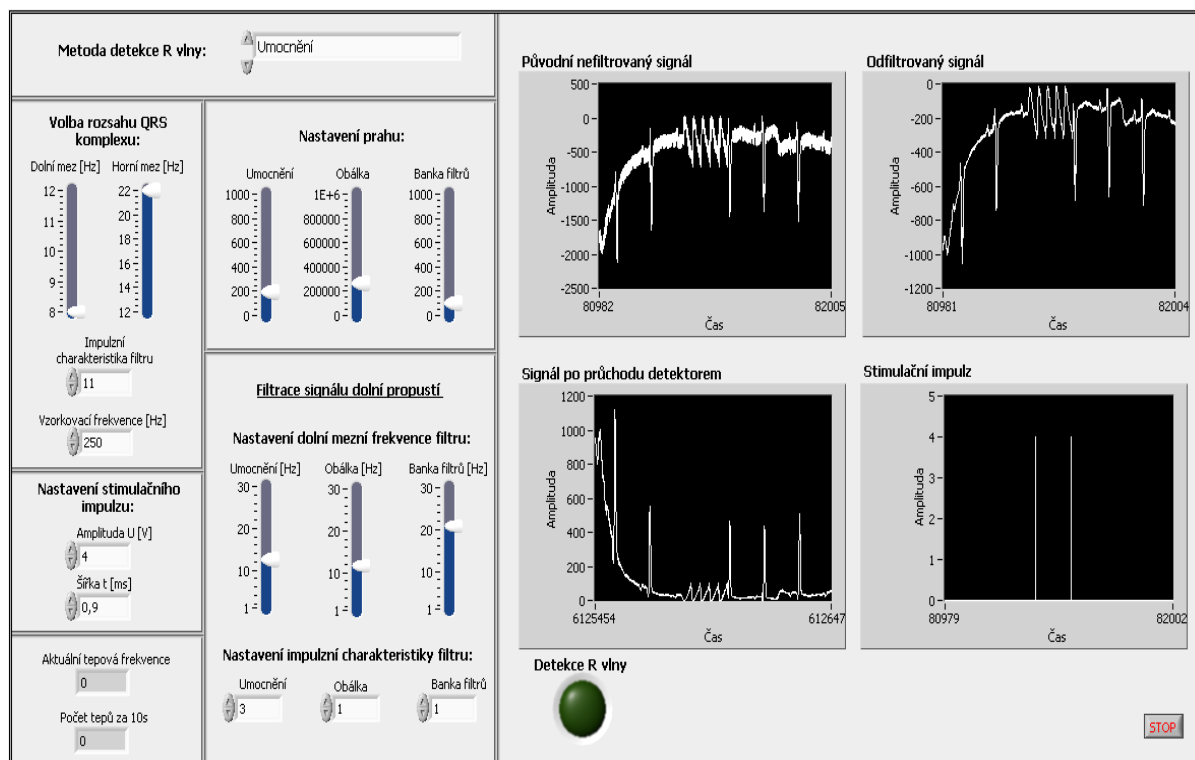 Metoda detekce R vlny:
Umocnění
Volba rozsahu QRS
komplexu:
Dolní mez [Hz] Horní mez [Hz]
12 22
11 20
18
10 16
9 14
8 12
Impulzní
charakteristika filtru
11
Vzorkovací frekvence [Hz]
250
Nastavení stimulačního
impulzu:
Amplituda U [V]
4
Šířka t [ms]
0,9
Aktuální tepová frekvence
0
Počet tepů za 10s
0
Nastavení prahu:
Umocnění Obálka Banka filtrů
1000 1E+6 1000
800 800000 800
600 600000 600
400 400000 400
200 200000 200
0 0 0
Filtrace signálu dolní propustí
Nastavení dolní mezní frekvence filtru:
Umocnění [Hz] Obálka [Hz] Banka filtrů [Hz]
30 30 30
20 20 20
10 10 10
1 1 1
Nastavení impulzní charakteristiky filtru:
Umocnění Obálka Banka filtrů
3 1 1
Původní nefiltrovaný signál
Amplituda
500
0
-500
-1000
-1500
-2000
-2500
80982 82005
Čas
Odfiltrovaný signál
Amplituda
0
-200
-400
-600
-800
-1000
-1200
80981 82004
Čas
Signál po průchodu detektorem
Amplituda
1200
1000
800
600
400
200
0
6125454 612647
Čas
Stimulační impulz
Amplituda
5
4
3
2
1
0
80979 82002
Čas
Detekce R vlny
STOP